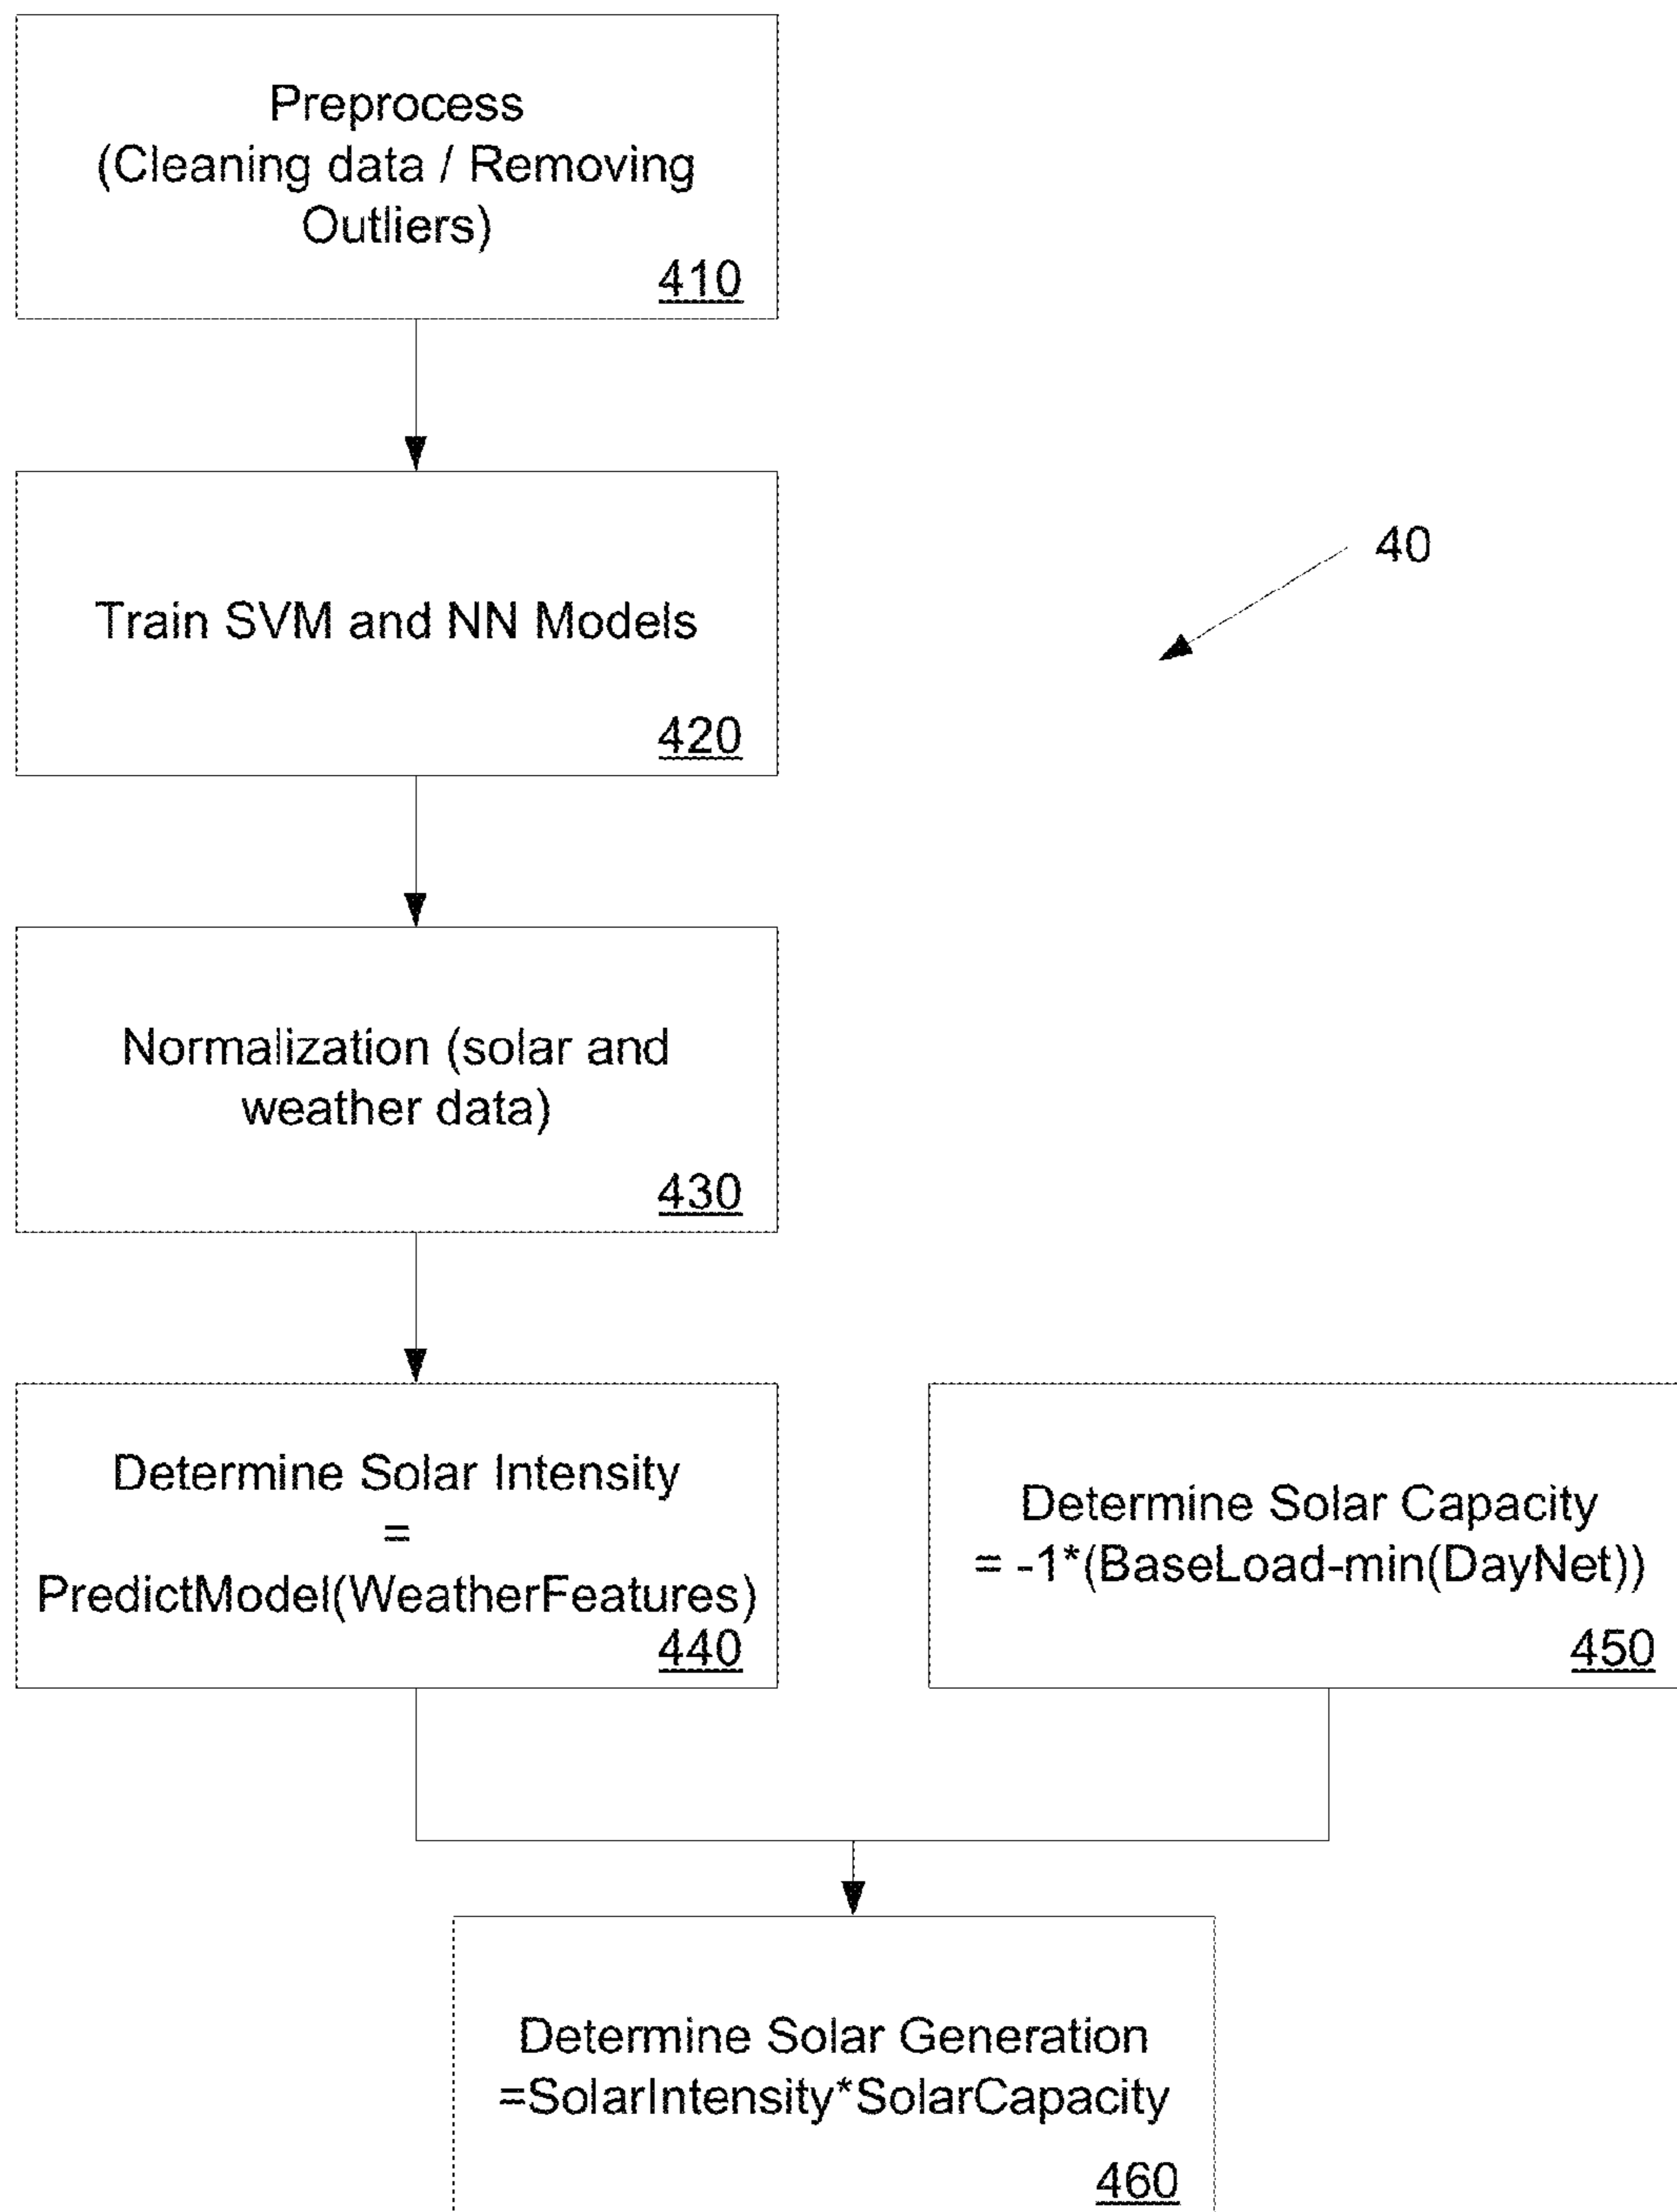 Preprocess
(Cleaning data / Removing
Outliers)
410
Train SVM and NN Models
420
40
Normalization (solar and
weather data)
430
Determine Solar Intensity
=
PredictModel(WeatherFeatures)
440
Determine Solar Capacity
= -1*(BaseLoad-min(DayNet))
450
Determine Solar Generation
=SolarIntensity*SolarCapacity
460